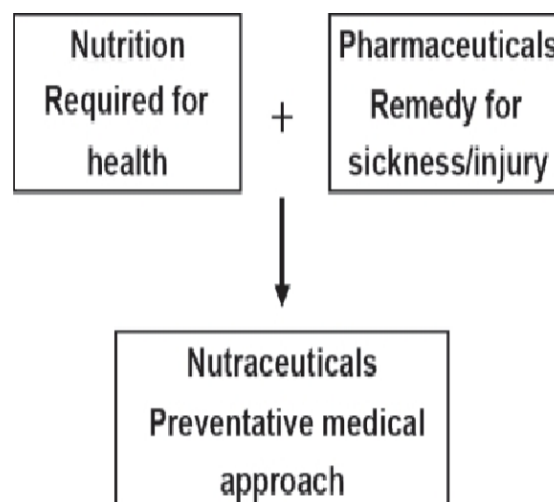 Nutrition
Required for
health
+
Pharmaceuticals
Remedy for
sickness/injury
Nutraceuticals
Preventative medical
approach